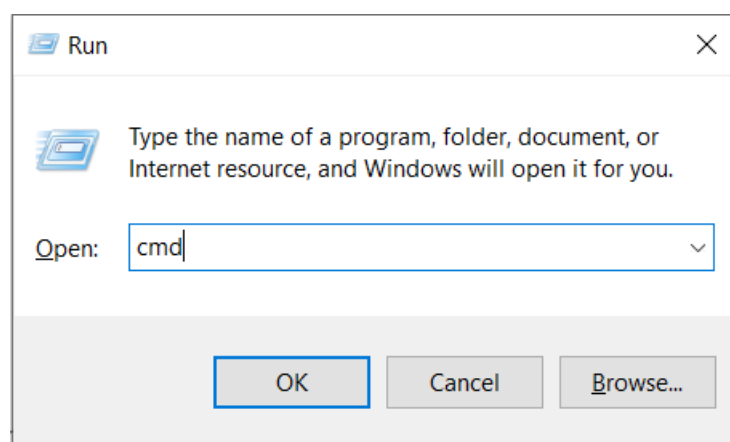 Run
Type the name of a program, folder, document, or
Internet resource, and Windows will open it for you.
Open: cmd
OK Cancel Browse...